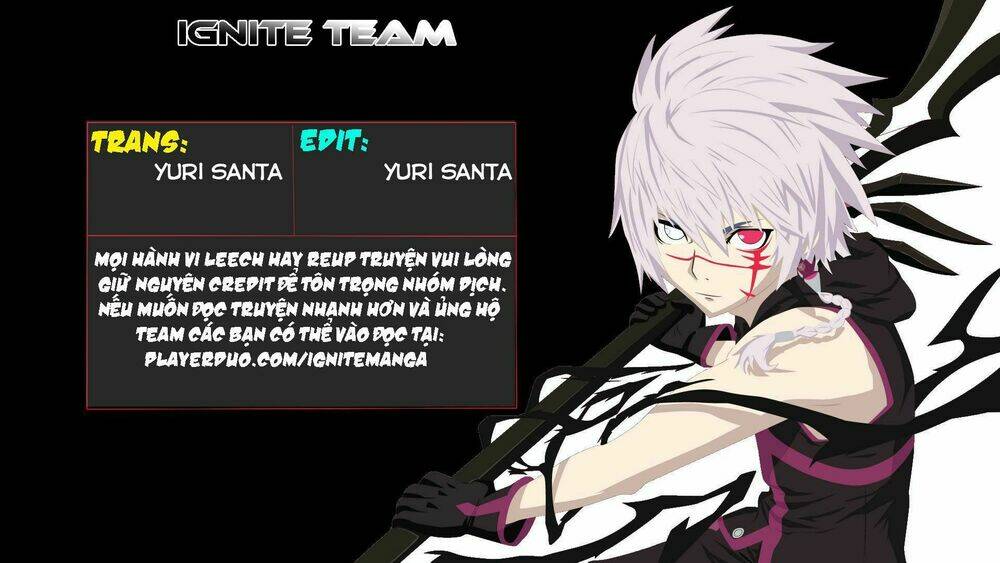 IGNITE TEAM
TRANS:
YURI SANTA
EDIT:
YURI SANTA
MỌI HÀNH VI LEECH HAY REUP TRUYỆN VUI LÒNG
GIỮ NGUYÊN CREDIT ĐỂ TÔN TRỌNG NHÓM DỊCH.
NẾU MUỐN ĐỌC TRUYỆN NHANH HƠN VÀ ỦNG HỘ
TEAM CÁC BẠN CÓ THỂ VÀO ĐỌC TẠI:
PLAYERDUO.COM/IGNITEMANGA